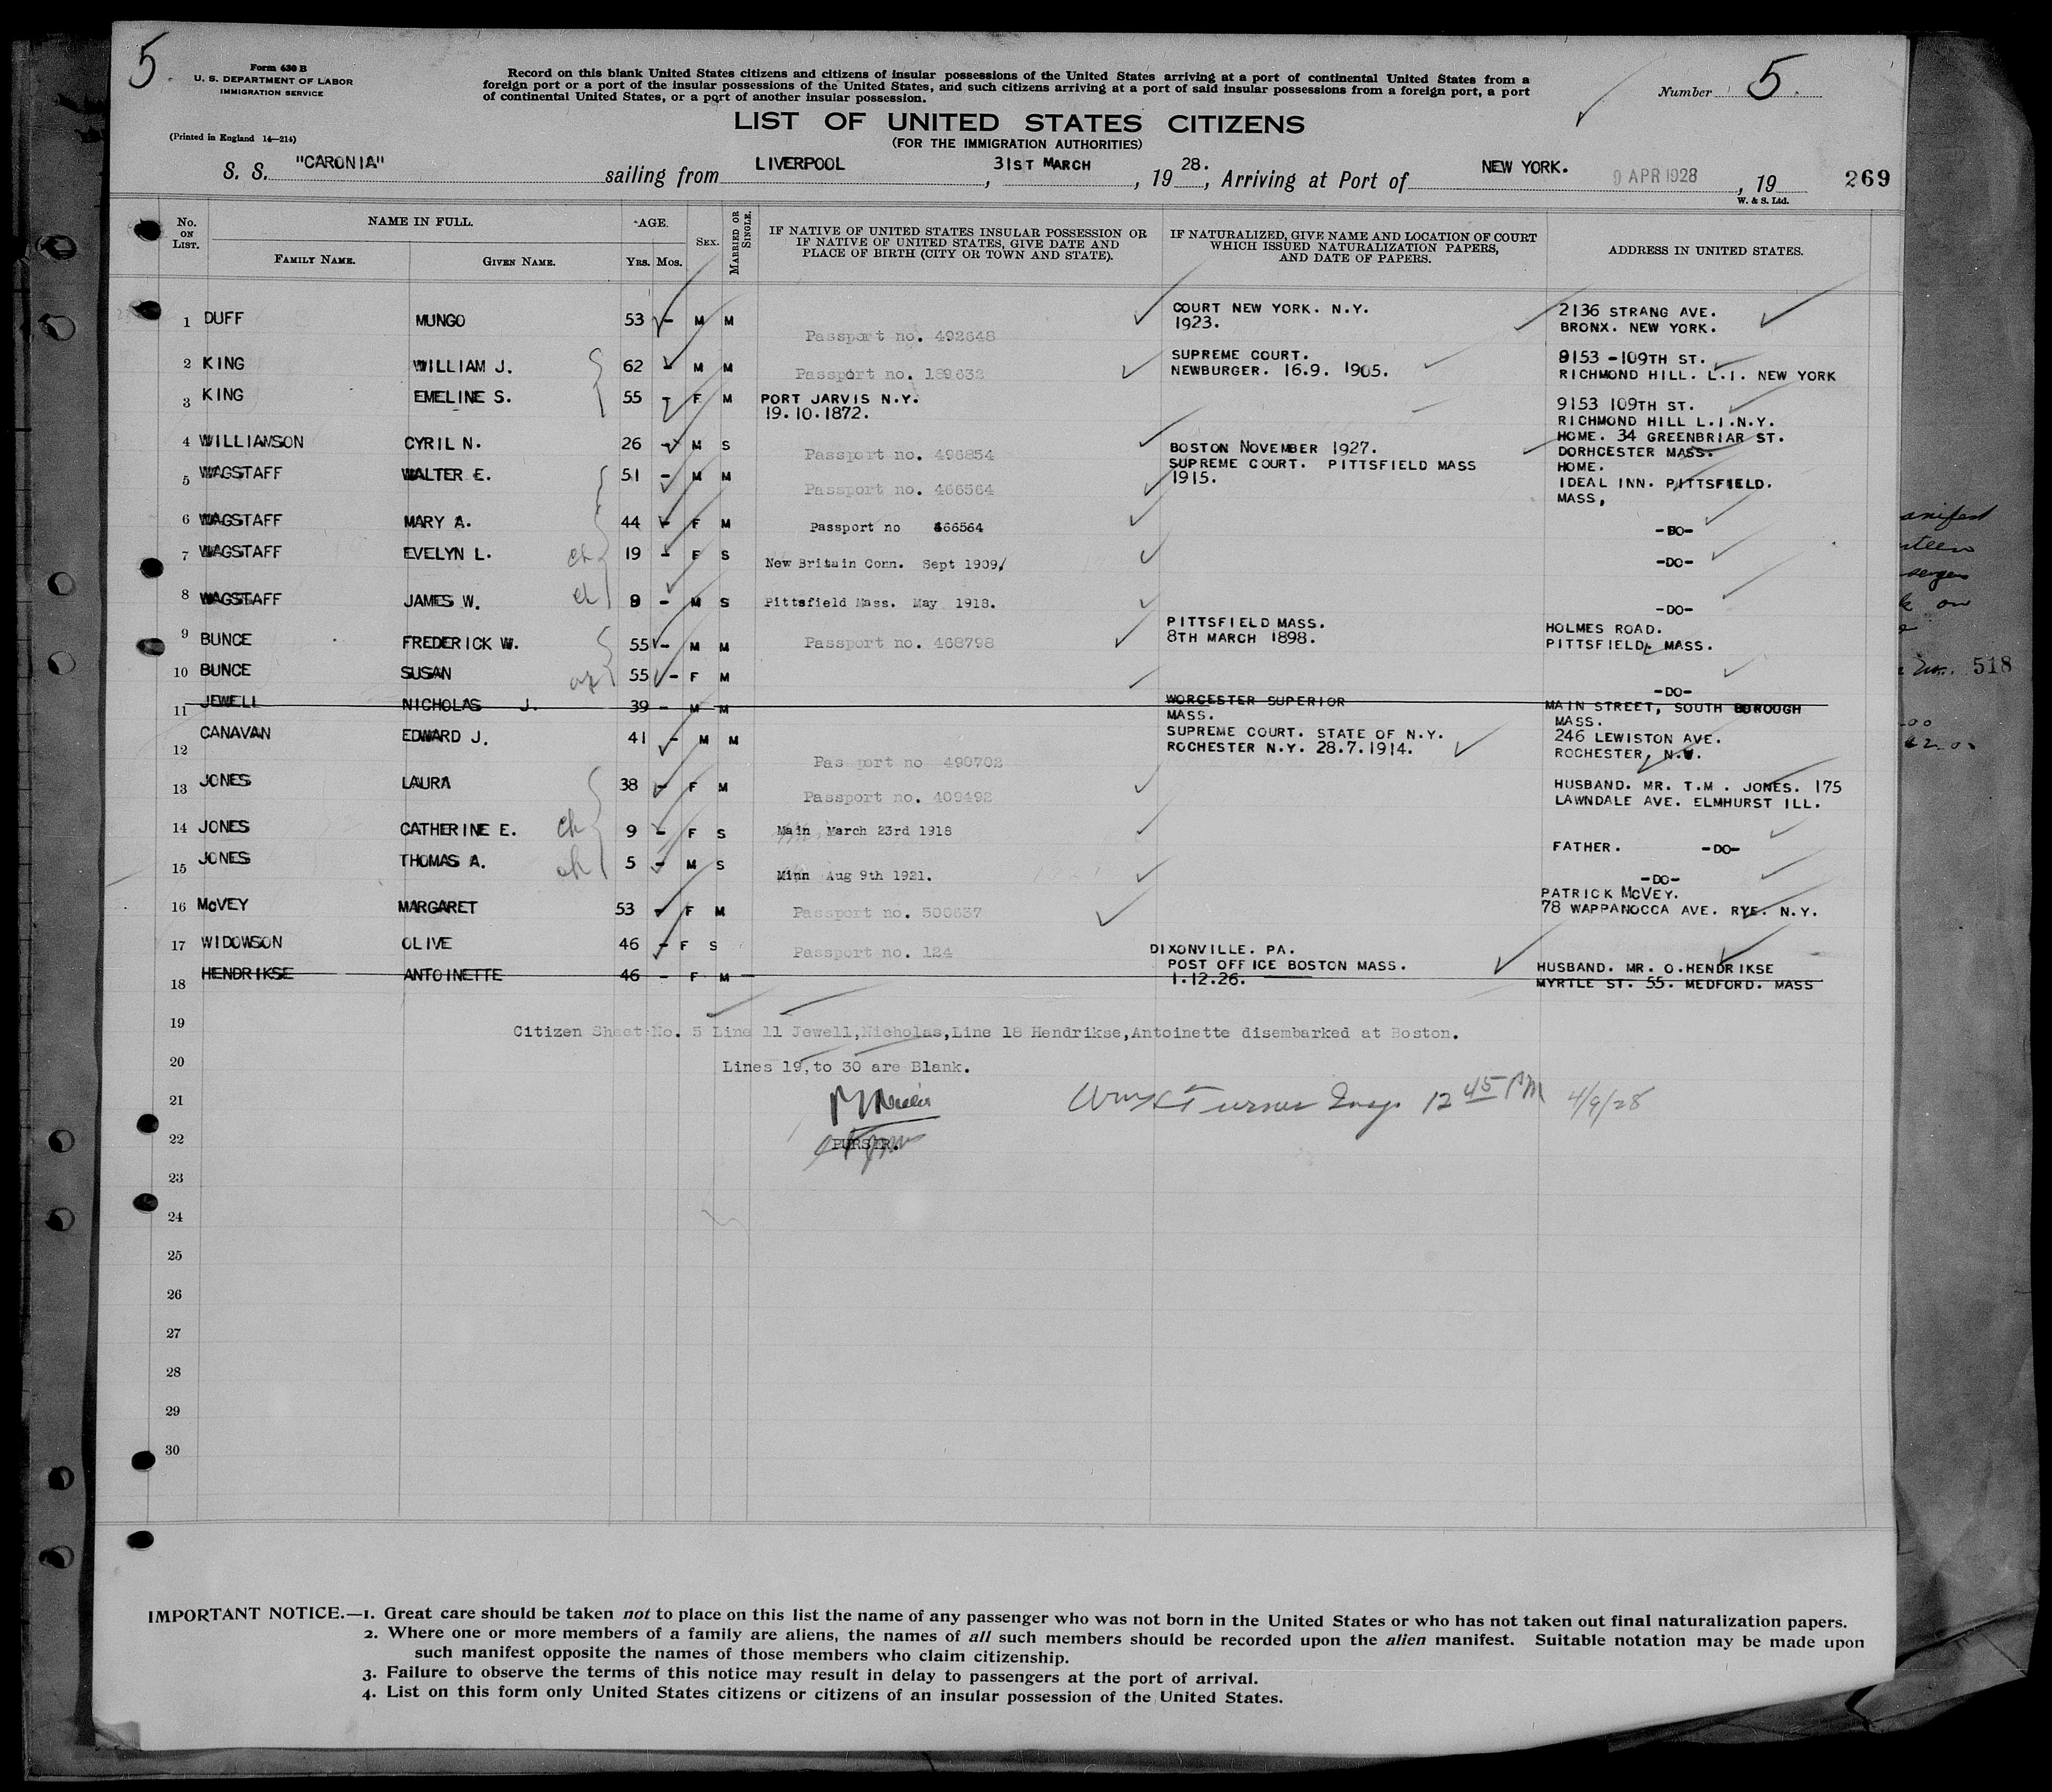 5
Form 630 B
U. S. DEPARTMENT OF LABOR
IMMIGRATION SERVICE
(Printed in England 14—214)
Record on this blank United States citizens and citizens of insular possessions of the United States arriving at a port of continental United States from a
foreign port or a port of the insular possessions of the United States, and such citizens arriving at a port of said insular possessions from a foreign port, a port
of continental United States, or a port of another insular possession.
Number 5.
LIST OF UNITED STATES CITIZENS
(FOR THE IMMIGRATION AUTHORITIES)
S. S. "CARONIA" sailing from LIVERPOOL, 31ST MARCH, 19 28., Arriving at Port of NEW YORK. 9 APR 1928, 19 269
W. & S. Ltd.
No. ON LIST. NAME IN FULL. FAMILY NAME. GIVEN NAME. AGE. YRS. MOS. SEX. MARRIED OR SINGLE. IF NATIVE OF UNITED STATES INSULAR POSSESSION OR IF NATIVE OF UNITED STATES, GIVE DATE AND PLACE OF BIRTH (CITY OR TOWN AND STATE). IF NATURALIZED, GIVE NAME AND LOCATION OF COURT WHICH ISSUED NATURALIZATION PAPERS, AND DATE OF PAPERS. ADDRESS IN UNITED STATES.
1 DUFF MUNGO 53 - M M Passport no. 492648 COURT NEW YORK. N.Y. 1923. 2136 STRANG AVE. BRONX. NEW YORK.
2 KING WILLIAM J. 62 - M M Passport no. 189638 SUPREME COURT. NEWBURGER. 16.9. 1905. 9153 -109TH ST. RICHMOND HILL. L.I. NEW YORK
3 KING EMELINE S. 55 - F M PORT JARVIS N.Y. 19.10.1872. 9153 109TH ST. RICHMOND HILL L.I.N.Y.
4 WILLIAMSON CYRIL N. 26 - M S Passport no. 496854 BOSTON NOVEMBER 1927. HOME. 34 GREENBRIAR ST. DORHCESTER MASS.
5 WAGSTAFF WALTER E. 51 - M M Passport no. 466564 SUPREME COURT. PITTSFIELD MASS 1915. HOME. IDEAL INN. PITTSFIELD. MASS,
6 WAGSTAFF MARY A. 44 - F M Passport no 466564 -DO-
7 WAGSTAFF EVELYN L. ch 19 - F S New Britain Conn. Sept 1909/ -DO-
8 WAGSTAFF JAMES W. ch 9 - M S Pittsfield Mass. May 1918. -DO-
9 BUNCE FREDERICK W. 55 - M M Passport no. 468798 PITTSFIELD MASS. 8TH MARCH 1898. HOLMES ROAD. PITTSFIELD, MASS.
10 BUNCE SUSAN 55 - F M -DO-
11 JEWELL NICHOLAS J. 39 - M M WORCESTER SUPERIOR MASS. MAIN STREET, SOUTH BOROUGH MASS.
12 CANAVAN EDWARD J. 41 - M M Pas port no 490702 SUPREME COURT. STATE OF N.Y. ROCHESTER N.Y. 28.7.1914. 246 LEWISTON AVE. ROCHESTER, N.Y.
13 JONES LAURA 38 - F M Passport no. 409492 HUSBAND. MR. T.M . JONES. 175 LAWNDALE AVE. ELMHURST ILL.
14 JONES CATHERINE E. ch 9 - F S Main March 23rd 1918 FATHER. -DO-
15 JONES THOMAS A. ch 5 - M S Minn Aug 9th 1921. -DO-
16 McVEY MARGARET 53 - F M Passport no. 500637 PATRICK McVEY. 78 WAPPANOCCA AVE. RYE. N.Y.
17 WIDOWSON OLIVE 46 - F S Passport no. 124 DIXONVILLE. PA.
18 HENDRIKSE ANTOINETTE 46 - F M POST OFFICE BOSTON MASS. 1.12.26. HUSBAND. MR. O.HENDRIKSE MYRTLE ST. 55. MEDFORD. MASS
19
Citizen Sheet No. 5 Line 11 Jewell,Nicholas,Line 18 Hendrikse,Antoinette disembarked at Boston.
20
Lines 19,to 30 are Blank.
21
Turner Insp. 12 45 PM 4/9/28
22
PURSER.
23
24
25
26
27
28
29
30
IMPORTANT NOTICE.—1. Great care should be taken not to place on this list the name of any passenger who was not born in the United States or who has not taken out final naturalization papers.
2. Where one or more members of a family are aliens, the names of all such members should be recorded upon the alien manifest. Suitable notation may be made upon
such manifest opposite the names of those members who claim citizenship.
3. Failure to observe the terms of this notice may result in delay to passengers at the port of arrival.
4. List on this form only United States citizens or citizens of an insular possession of the United States.
518